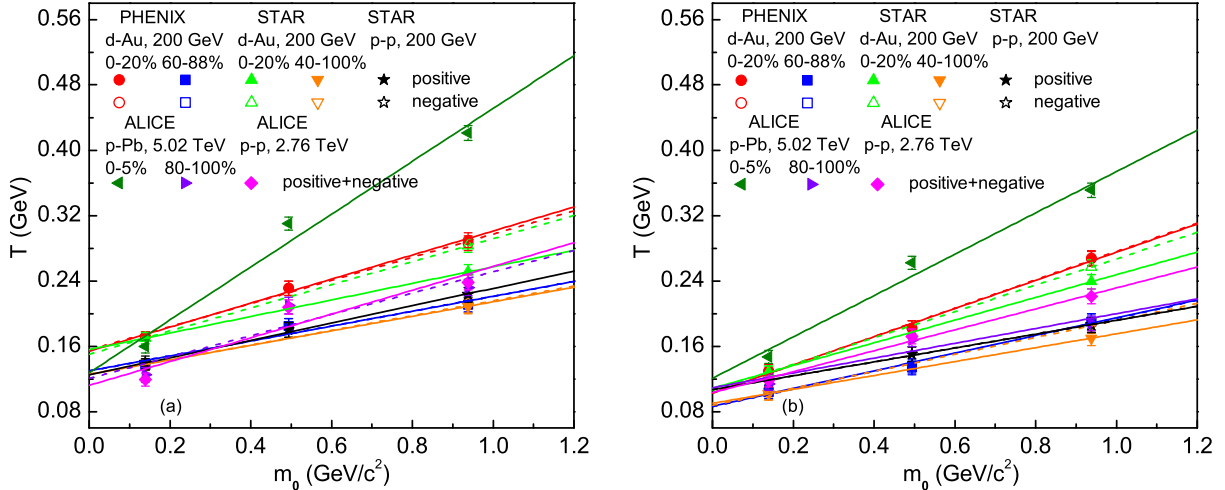 0.56
0.48
0.40
0.32
0.24
0.16
0.08
T (GeV)
PHENIX STAR STAR
d-Au, 200 GeV d-Au, 200 GeV p-p, 200 GeV
0-20% 60-88% 0-20% 40-100%
positive
negative
ALICE ALICE
p-Pb, 5.02 TeV p-p, 2.76 TeV
0-5% 80-100%
positive+negative
(a)
0.0 0.2 0.4 0.6 0.8 1.0 1.2
m₀ (GeV/c²)
0.56
0.48
0.40
0.32
0.24
0.16
0.08
T (GeV)
PHENIX STAR STAR
d-Au, 200 GeV d-Au, 200 GeV p-p, 200 GeV
0-20% 60-88% 0-20% 40-100%
positive
negative
ALICE ALICE
p-Pb, 5.02 TeV p-p, 2.76 TeV
0-5% 80-100%
positive+negative
(b)
0.0 0.2 0.4 0.6 0.8 1.0 1.2
m₀ (GeV/c²)